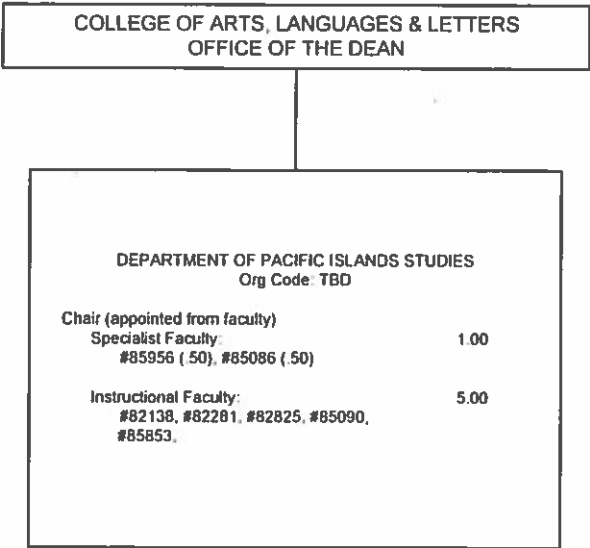 COLLEGE OF ARTS, LANGUAGES & LETTERS
OFFICE OF THE DEAN
DEPARTMENT OF PACIFIC ISLANDS STUDIES
Org Code: TBD
Chair (appointed from faculty)
Specialist Faculty: 1.00
#85956 (.50), #85086 (.50)
Instructional Faculty: 5.00
#82138, #82281, #82825, #85090,
#85853,